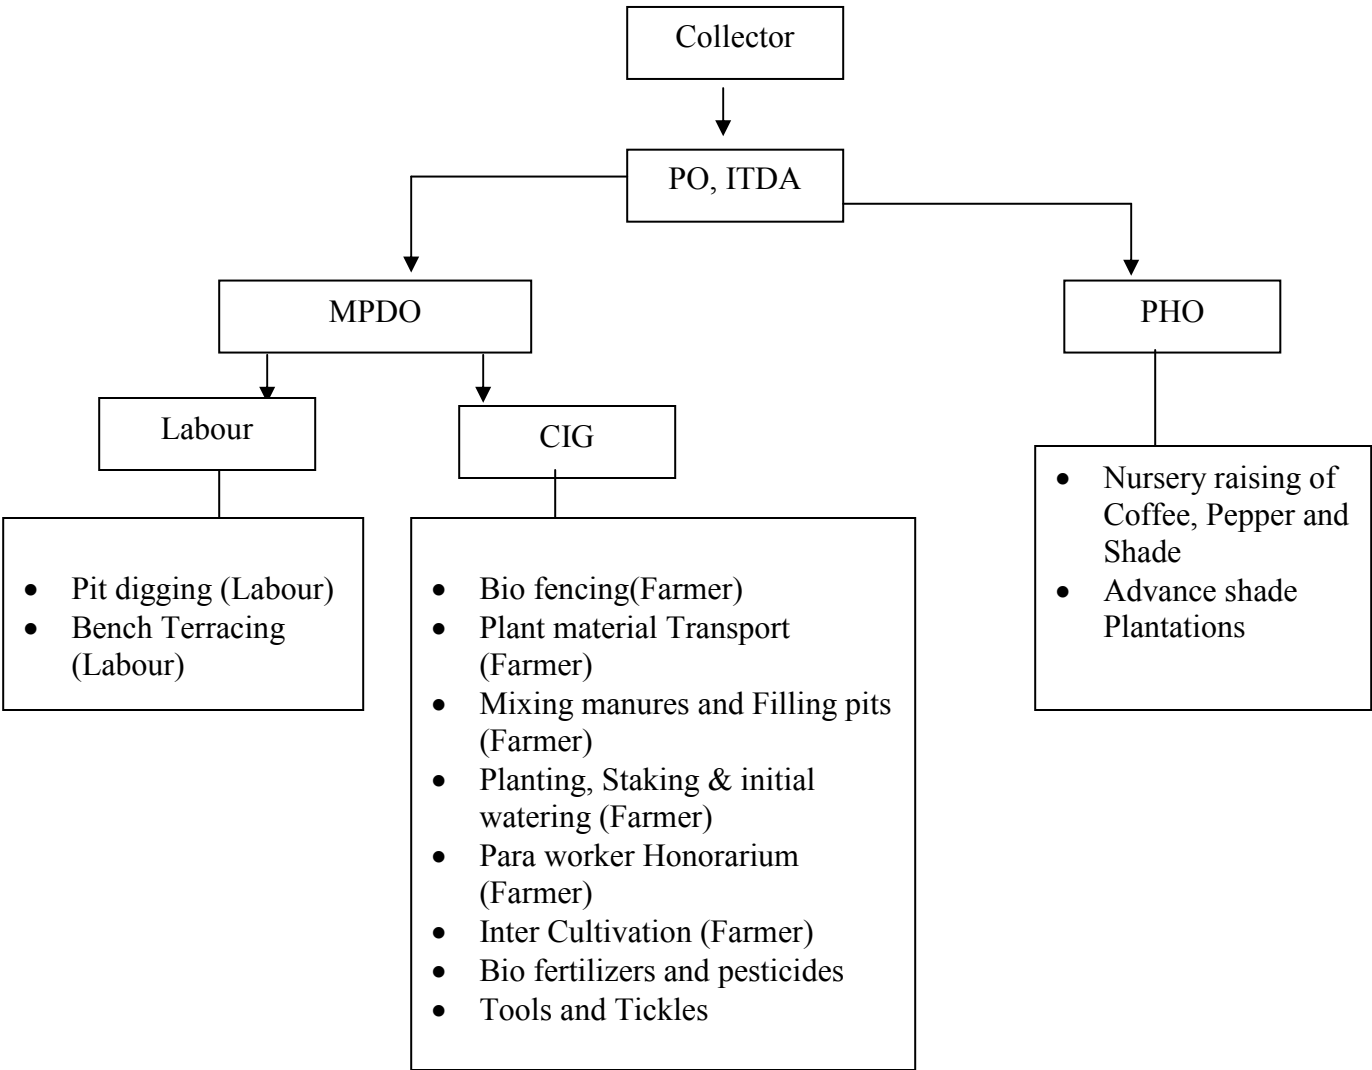 Collector
PO, ITDA
MPDO
PHO
Labour
CIG
• Pit digging (Labour)
• Bench Terracing
(Labour)
• Bio fencing(Farmer)
• Plant material Transport
(Farmer)
• Mixing manures and Filling pits
(Farmer)
• Planting, Staking & initial
watering (Farmer)
• Para worker Honorarium
(Farmer)
• Inter Cultivation (Farmer)
• Bio fertilizers and pesticides
• Tools and Tickles
• Nursery raising of
Coffee, Pepper and
Shade
• Advance shade
Plantations